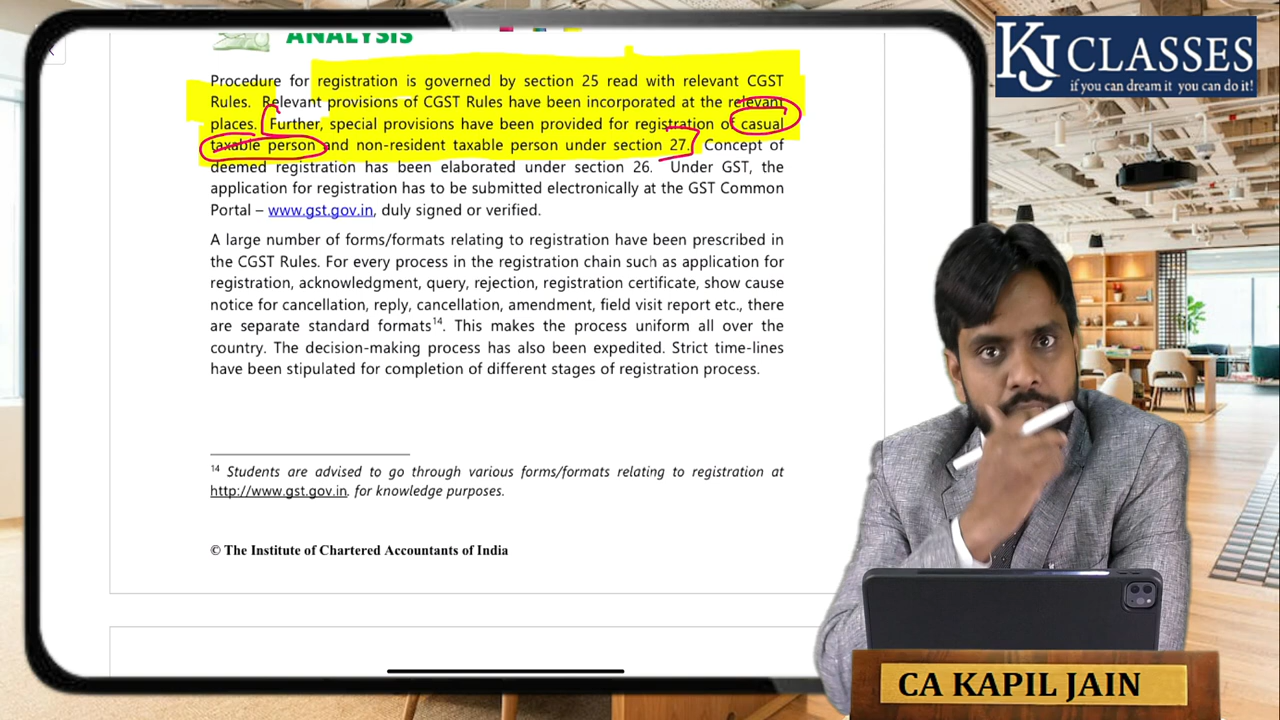 ANALYSIS
Procedure for registration is governed by section 25 read with relevant CGST
Rules. Relevant provisions of CGST Rules have been incorporated at the relevant
places. Further, special provisions have been provided for registration of casual
taxable person and non-resident taxable person under section 27. Concept of
deemed registration has been elaborated under section 26. Under GST, the
application for registration has to be submitted electronically at the GST Common
Portal – www.gst.gov.in, duly signed or verified.
A large number of forms/formats relating to registration have been prescribed in
the CGST Rules. For every process in the registration chain such as application for
registration, acknowledgment, query, rejection, registration certificate, show cause
notice for cancellation, reply, cancellation, amendment, field visit report etc., there
are separate standard formats14. This makes the process uniform all over the
country. The decision-making process has also been expedited. Strict time-lines
have been stipulated for completion of different stages of registration process.
14 Students are advised to go through various forms/formats relating to registration at
http://www.gst.gov.in. for knowledge purposes.
© The Institute of Chartered Accountants of India
KJ CLASSES
if you can dream it you can do it!
CA KAPIL JAIN